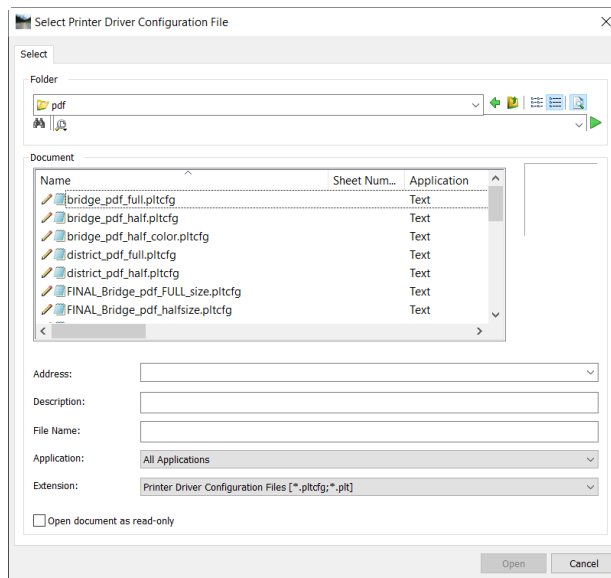 Select Printer Driver Configuration File
Select
Folder
pdf
Document
Name Sheet Num... Application
bridge_pdf_full.pltcfg Text
bridge_pdf_half.pltcfg Text
bridge_pdf_half_color.pltcfg Text
district_pdf_full.pltcfg Text
district_pdf_half.pltcfg Text
FINAL_Bridge_pdf_FULL_size.pltcfg Text
FINAL_Bridge_pdf_halfsize.pltcfg Text
Address:
Description:
File Name:
Application: All Applications
Extension: Printer Driver Configuration Files [*.pltcfg;*.plt]
Open document as read-only
Open Cancel